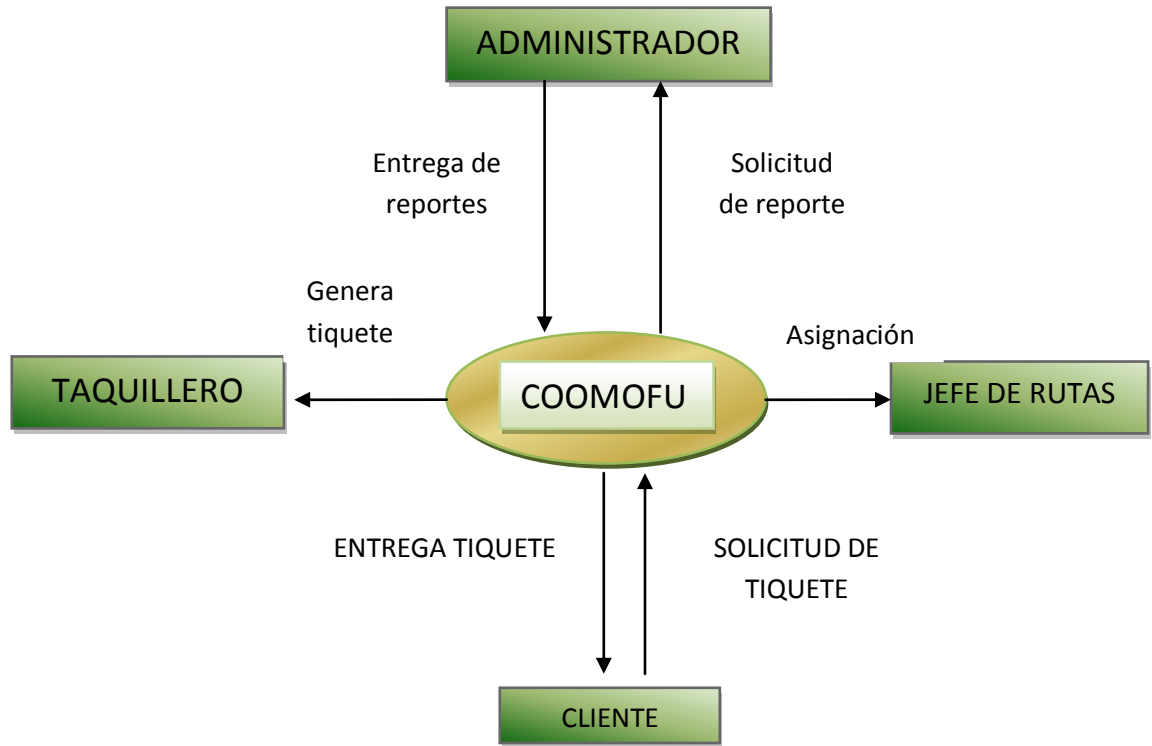 ADMINISTRADOR
Entrega de
reportes
Solicitud
de reporte
Genera
tiquete
Asignación
TAQUILLERO
COOMOFU
JEFE DE RUTAS
ENTREGA TIQUETE
SOLICITUD DE
TIQUETE
CLIENTE